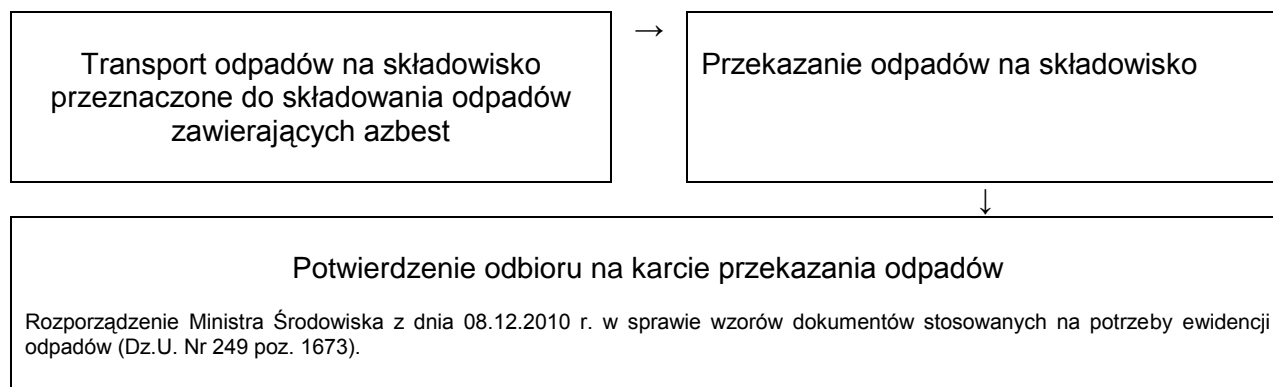 Transport odpadów na składowisko
przeznaczone do składowania odpadów
zawierających azbest
→
Przekazanie odpadów na składowisko
↓
Potwierdzenie odbioru na karcie przekazania odpadów
Rozporządzenie Ministra Środowiska z dnia 08.12.2010 r. w sprawie wzorów dokumentów stosowanych na potrzeby ewidencji
odpadów (Dz.U. Nr 249 poz. 1673).